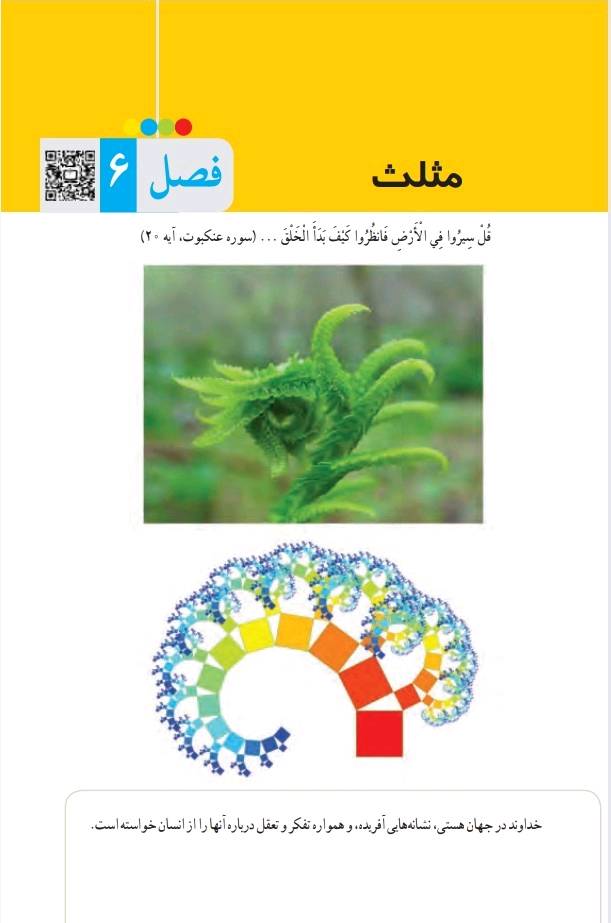 مثلث
فصل ۶
قُلْ سِيرُوا فِي الْأَرْضِ فَانظُرُوا كَيْفَ بَدَأَ الْخَلْقَ ... (سوره عنکبوت، آیه ۲۰)
خداوند در جهان هستی، نشانه‌هایی آفریده، و همواره تفکر و تعقل درباره آنها را از انسان خواسته است.